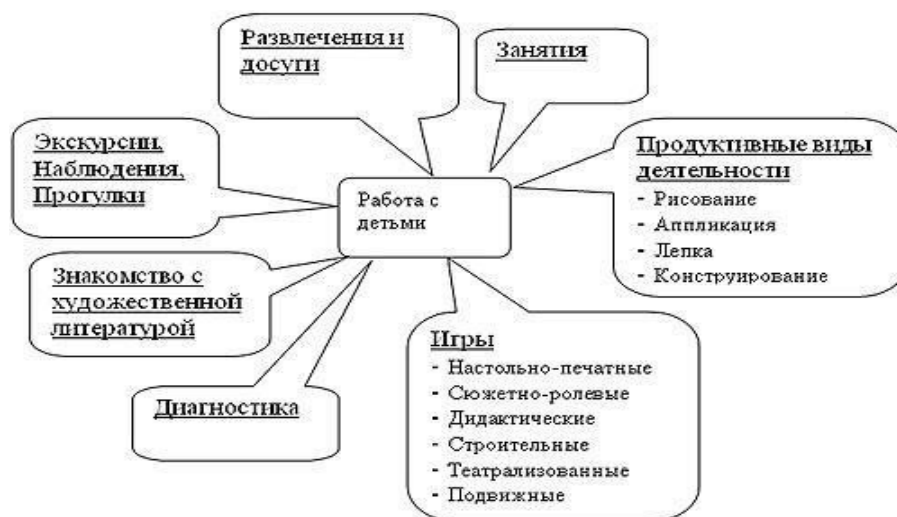 Развлечения и
досуги
Занятия
Экскурсии,
Наблюдения,
Прогулки
Продуктивные виды
деятельности
- Рисование
- Аппликация
- Лепка
- Конструирование
Работа с
детьми
Знакомство с
художественной
литературой
Игры
- Настольно-печатные
- Сюжетно-ролевые
- Дидактические
- Строительные
- Театрализованные
- Подвижные
Диагностика